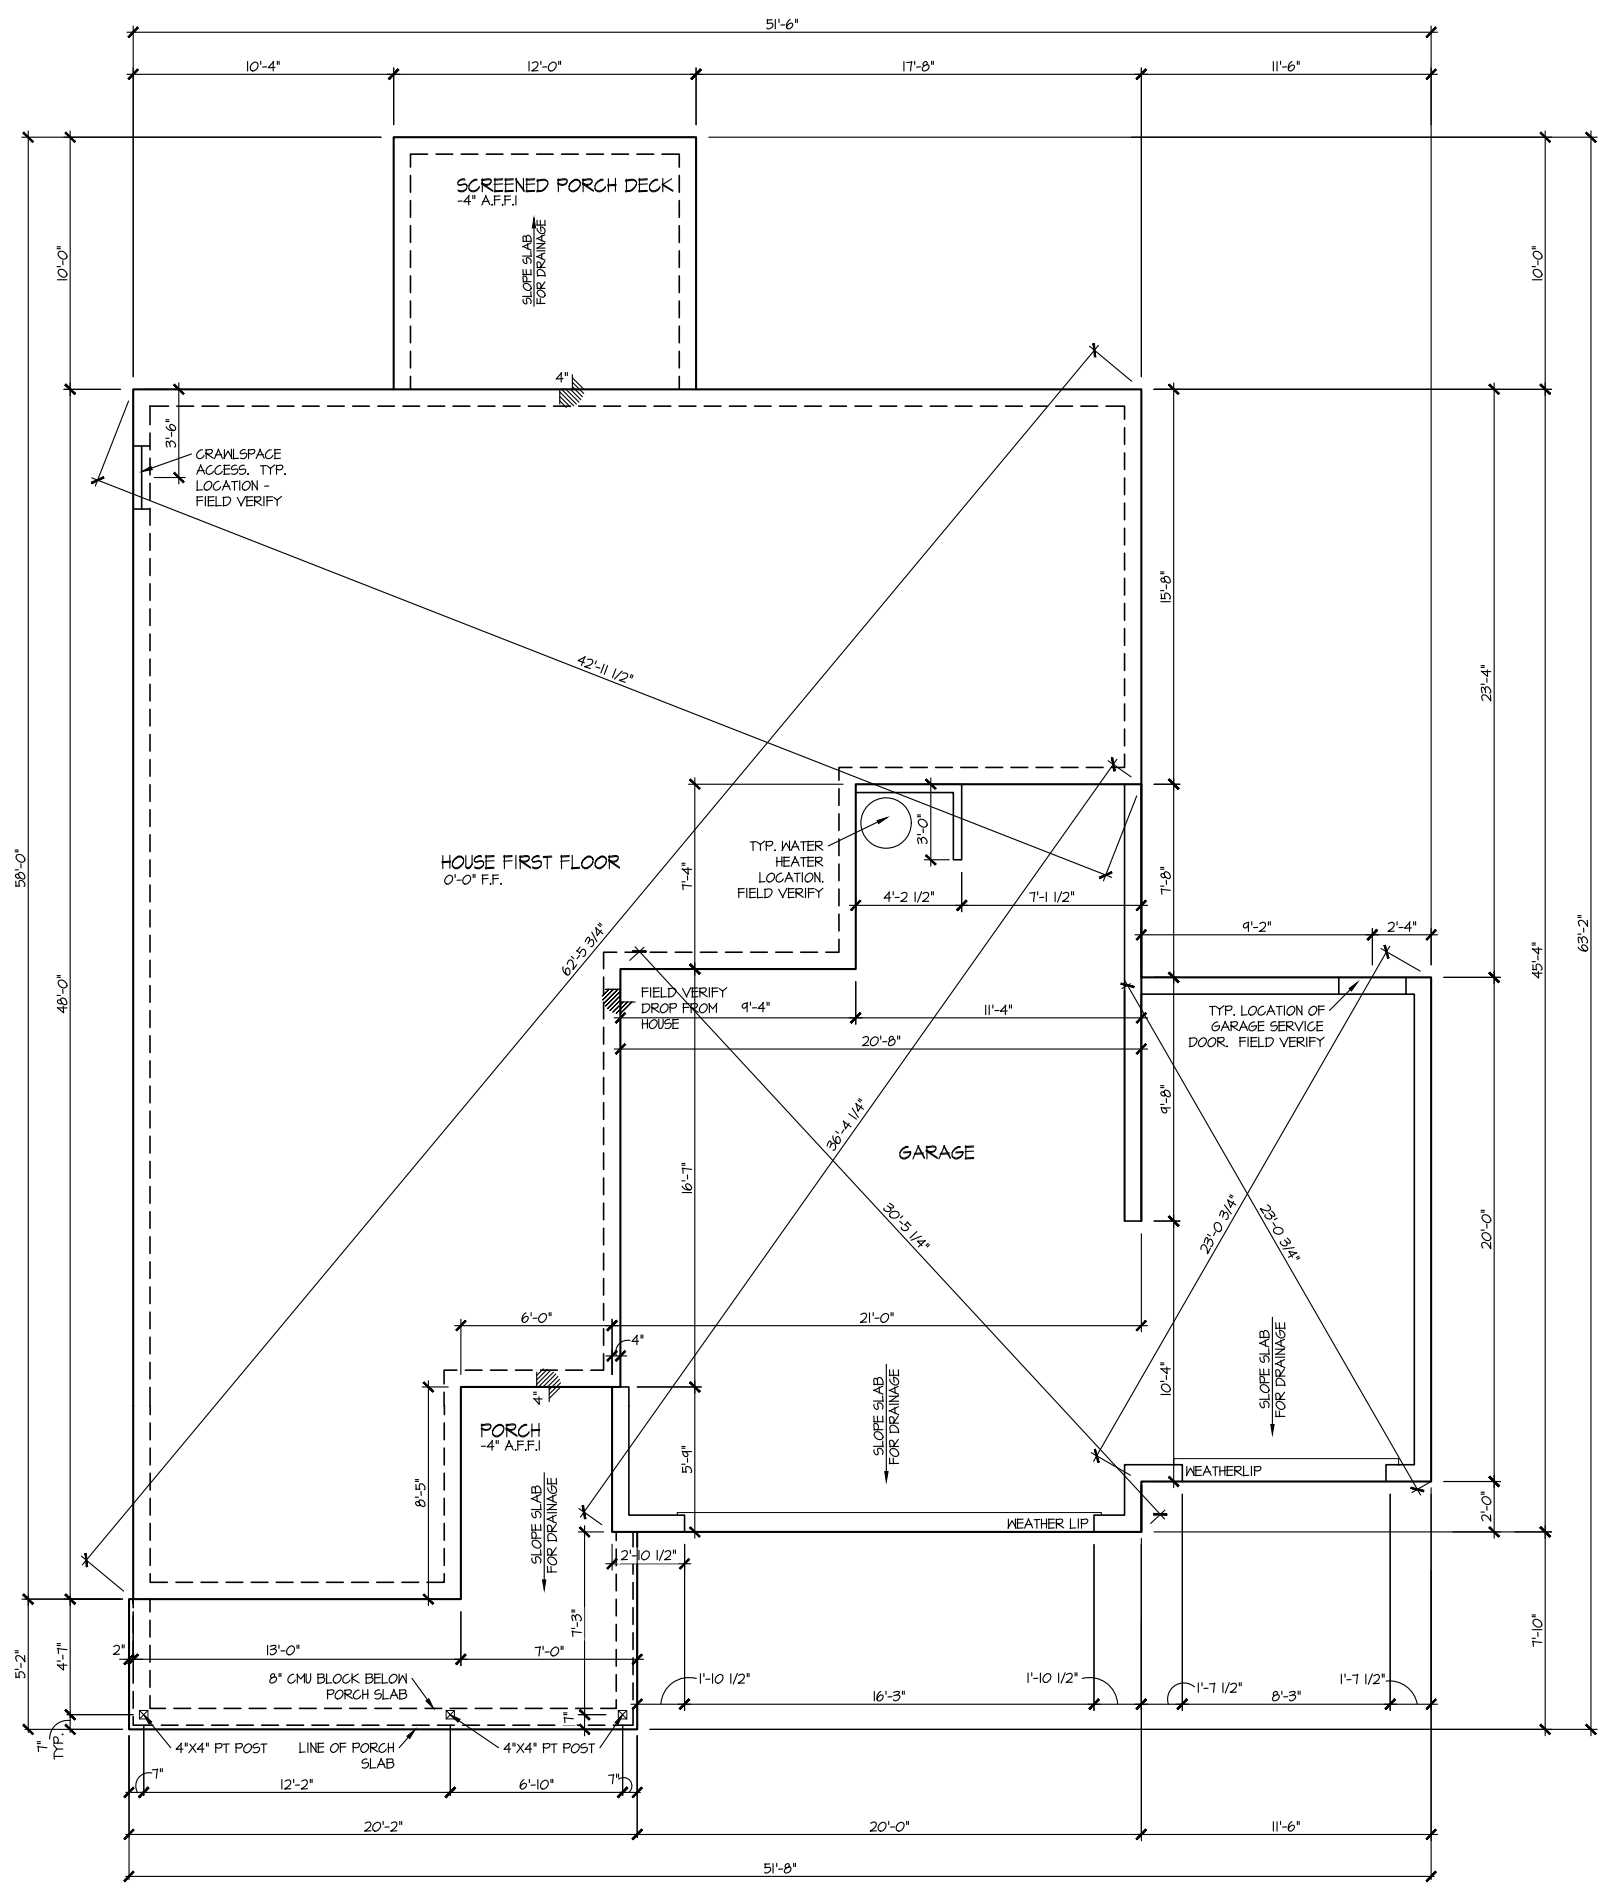 51'-6"
10'-4"
12'-0"
17'-8"
11'-6"
SCREENED PORCH DECK
-4" A.F.F.I
SLOPE SLAB
FOR DRAINAGE
10'-0"
10'-0"
4"
3'-6"
CRAWLSPACE
ACCESS. TYP.
LOCATION -
FIELD VERIFY
15'-8"
42'-11 1/2"
23'-4"
HOUSE FIRST FLOOR
0'-0" F.F.
58'-0"
48'-0"
7'-4"
TYP. WATER
HEATER
LOCATION.
FIELD VERIFY
3'-0"
4'-2 1/2"
7'-1 1/2"
7'-8"
9'-2"
2'-4"
63'-2"
45'-4"
62'-5 3/4"
FIELD VERIFY
DROP FROM
HOUSE
9'-4"
11'-4"
20'-8"
TYP. LOCATION OF
GARAGE SERVICE
DOOR. FIELD VERIFY
9'-8"
36'-4 1/4"
GARAGE
16'-7"
30'-5 1/4"
23'-0 3/4"
23'-0 3/4"
20'-0"
6'-0"
21'-0"
4"
4"
SLOPE SLAB
FOR DRAINAGE
SLOPE SLAB
FOR DRAINAGE
10'-4"
PORCH
-4" A.F.F.I
8'-5"
5'-9"
SLOPE SLAB
FOR DRAINAGE
WEATHERLIP
WEATHER LIP
2'-0"
2'-10 1/2"
7'-3"
7'-10"
5'-2"
4'-7"
2"
13'-0"
7'-0"
8" CMU BLOCK BELOW
PORCH SLAB
1'-10 1/2"
16'-3"
1'-10 1/2"
1'-7 1/2"
8'-3"
1'-7 1/2"
7"
7"
TYP.
4"X4" PT POST
LINE OF PORCH
SLAB
4"X4" PT POST
7"
12'-2"
6'-10"
7"
20'-2"
20'-0"
11'-6"
51'-8"